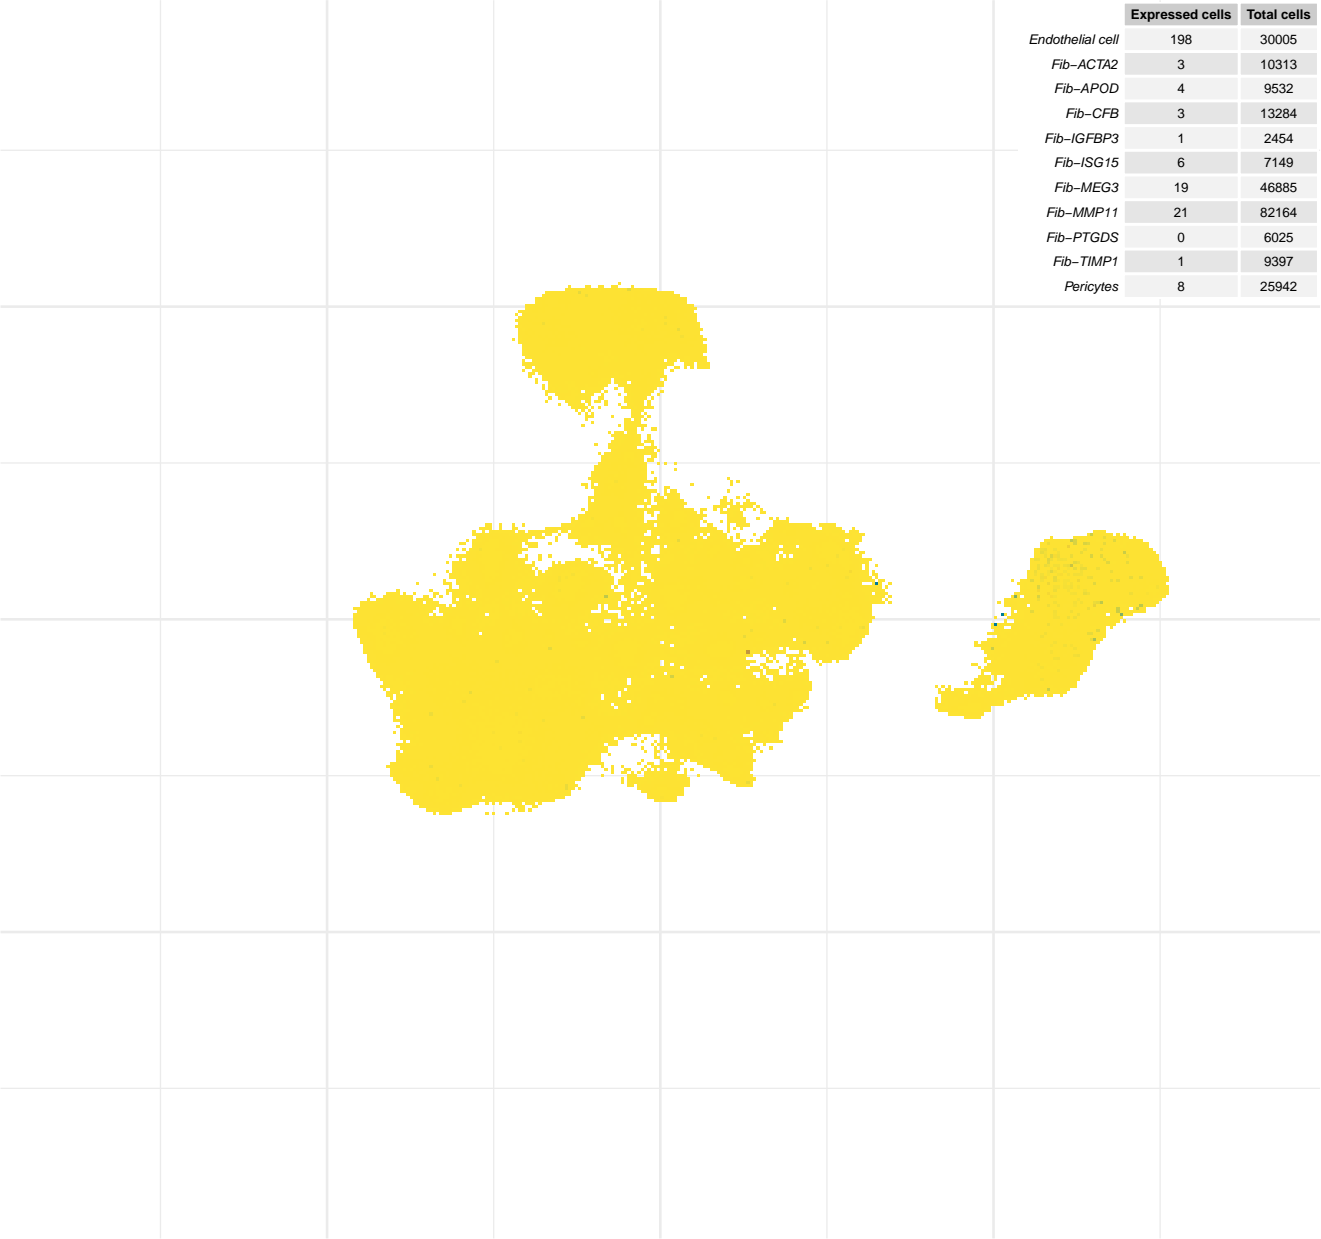 Expressed cells Total cells
Endothelial cell 198 30005
Fib−ACTA2 3 10313
Fib−APOD 4 9532
Fib−CFB 3 13284
Fib−IGFBP3 1 2454
Fib−ISG15 6 7149
Fib−MEG3 19 46885
Fib−MMP11 21 82164
Fib−PTGDS 0 6025
Fib−TIMP1 1 9397
Pericytes 8 25942